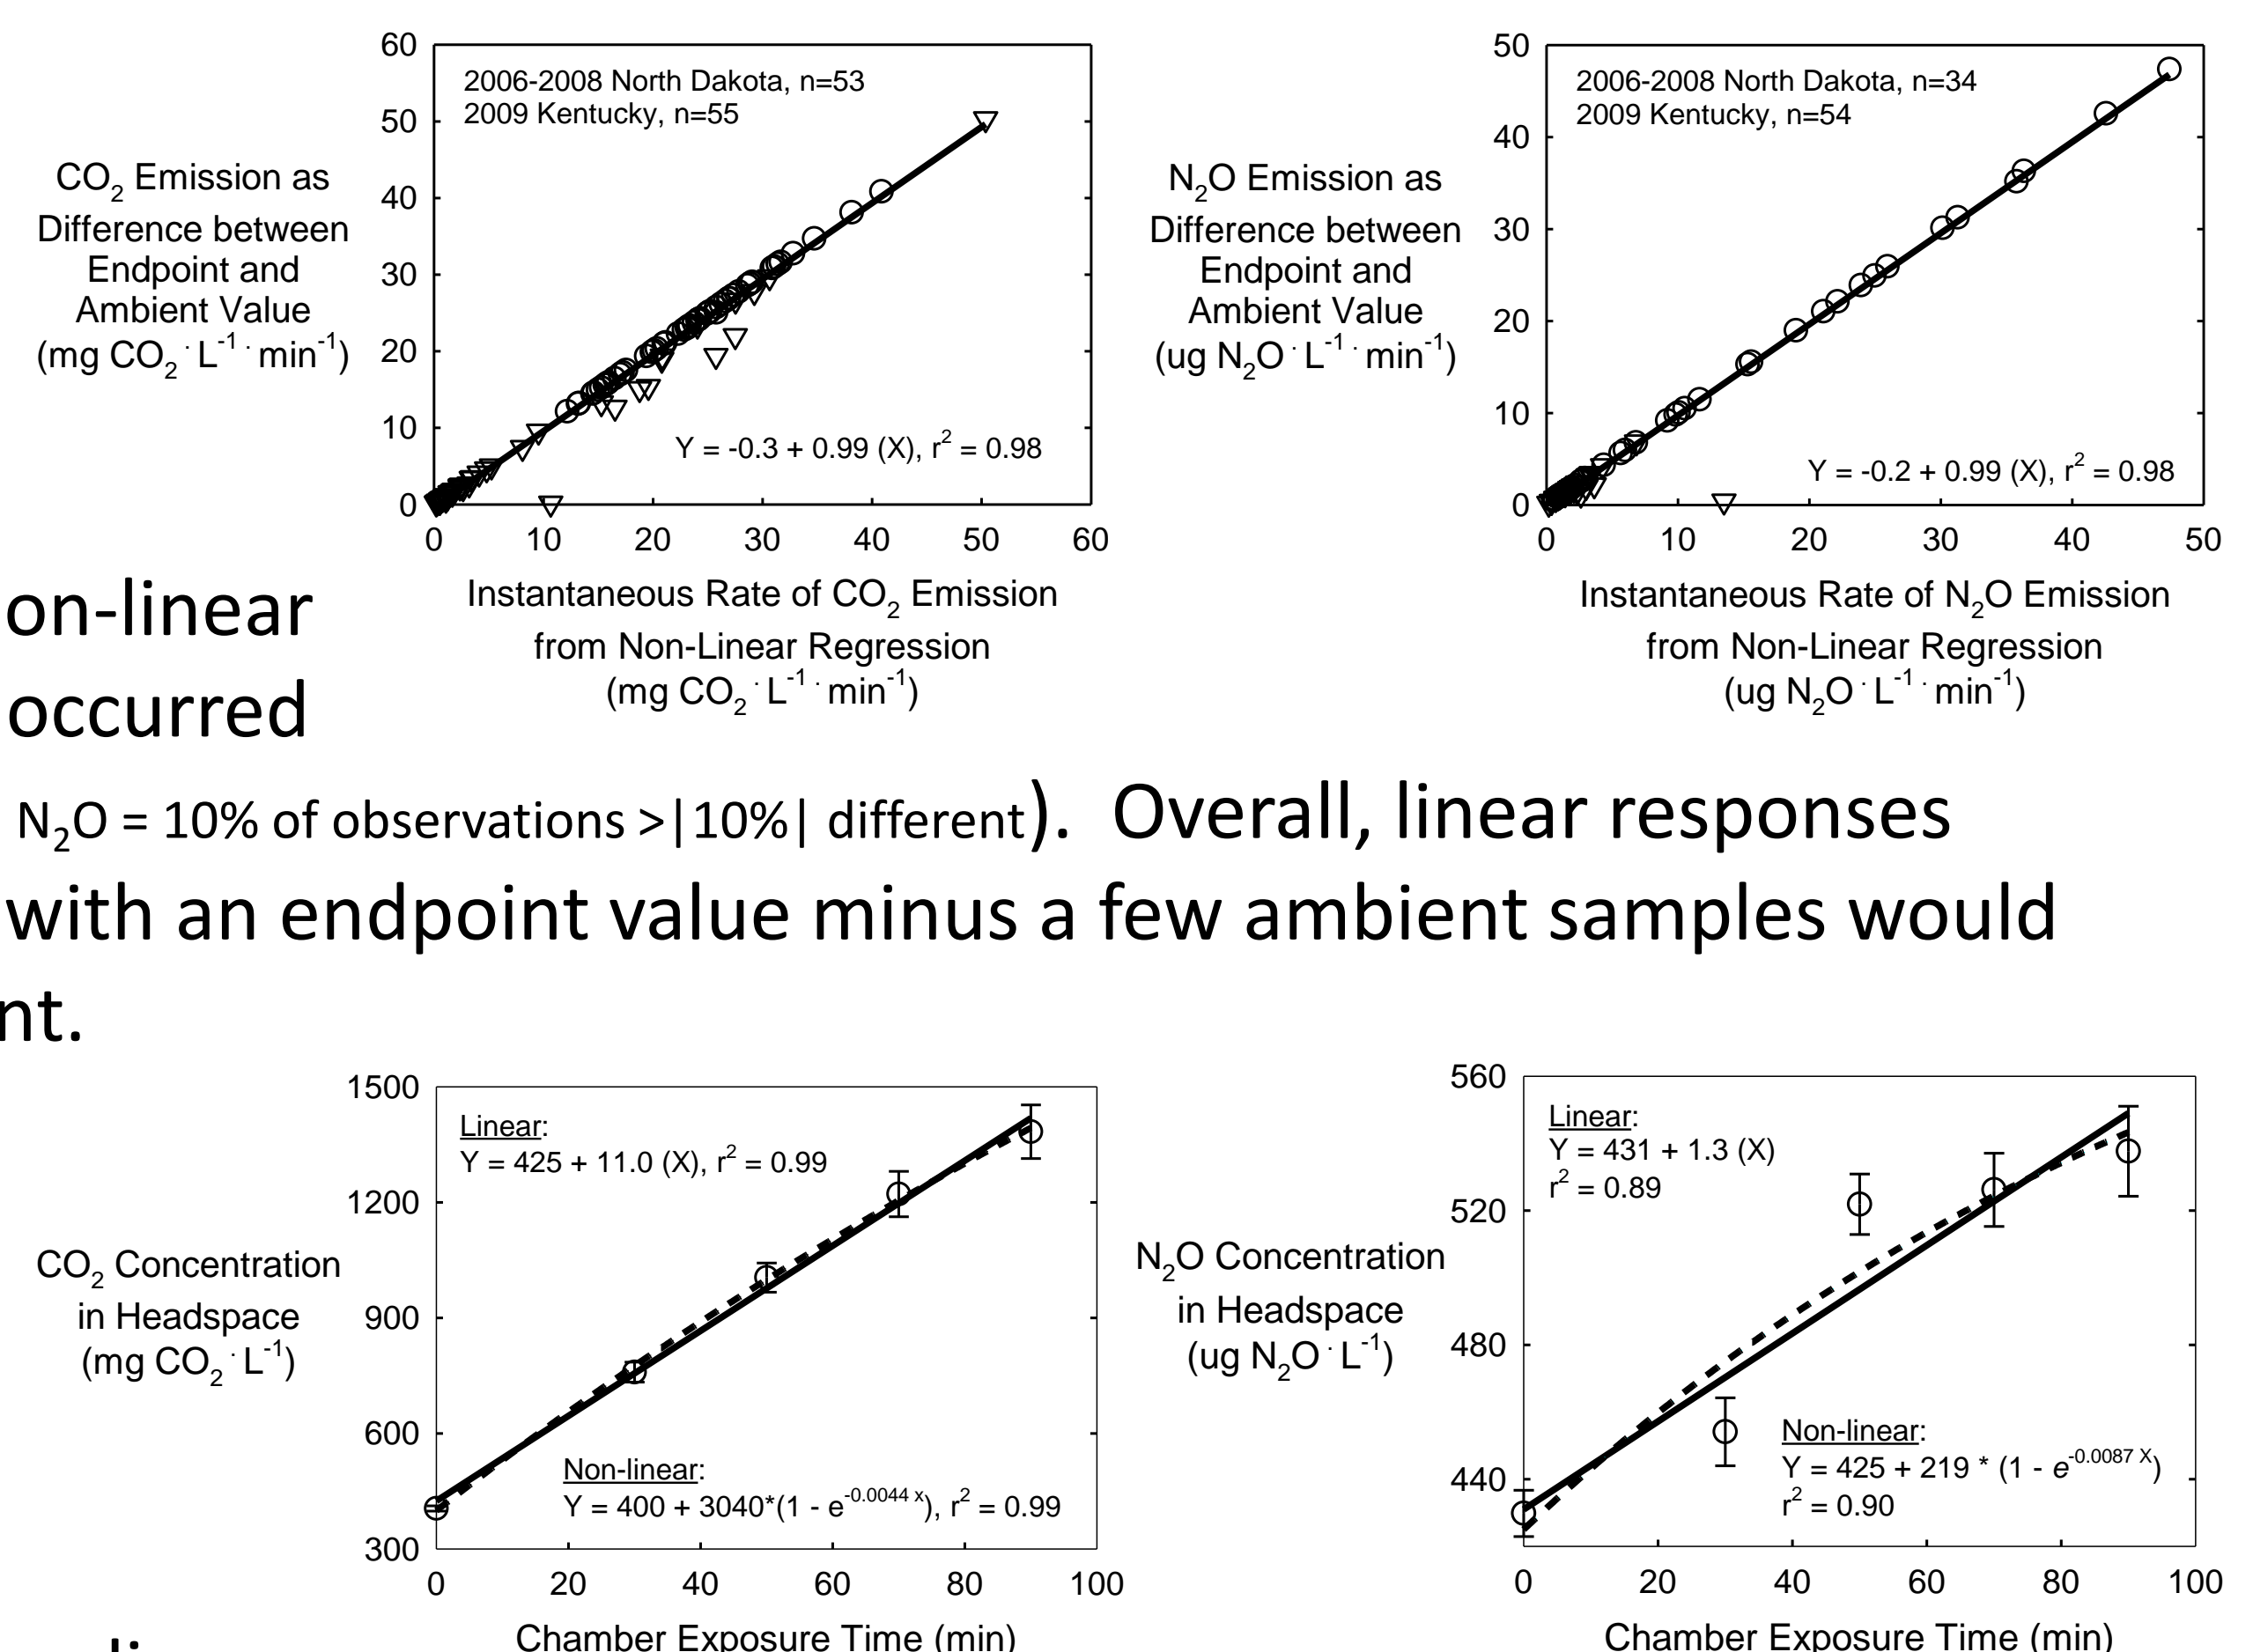 60
50
40
30
20
10
0
2006-2008 North Dakota, n=53
2009 Kentucky, n=55
CO₂ Emission as
Difference between
Endpoint and
Ambient Value
(mg CO₂ · L⁻¹ · min⁻¹)
Y = -0.3 + 0.99 (X), r² = 0.98
0 10 20 30 40 50 60
Instantaneous Rate of CO₂ Emission
from Non-Linear Regression
(mg CO₂ · L⁻¹ · min⁻¹)
50
40
30
20
10
0
2006-2008 North Dakota, n=34
2009 Kentucky, n=54
N₂O Emission as
Difference between
Endpoint and
Ambient Value
(ug N₂O · L⁻¹ · min⁻¹)
Y = -0.2 + 0.99 (X), r² = 0.98
0 10 20 30 40 50
Instantaneous Rate of N₂O Emission
from Non-Linear Regression
(ug N₂O · L⁻¹ · min⁻¹)
on-linear
occurred
N₂O = 10% of observations >|10%| different). Overall, linear responses
with an endpoint value minus a few ambient samples would
nt.
1500
1200
900
600
300
Linear:
Y = 425 + 11.0 (X), r² = 0.99
CO₂ Concentration
in Headspace
(mg CO₂ · L⁻¹)
Non-linear:
Y = 400 + 3040*(1 - e⁻⁰·⁰⁰⁴⁴ ˣ), r² = 0.99
0 20 40 60 80 100
Chamber Exposure Time (min)
560
520
480
440
Linear:
Y = 431 + 1.3 (X)
r² = 0.89
N₂O Concentration
in Headspace
(ug N₂O · L⁻¹)
Non-linear:
Y = 425 + 219 * (1 - e^-0.0087 X)
r² = 0.90
0 20 40 60 80 100
Chamber Exposure Time (min)